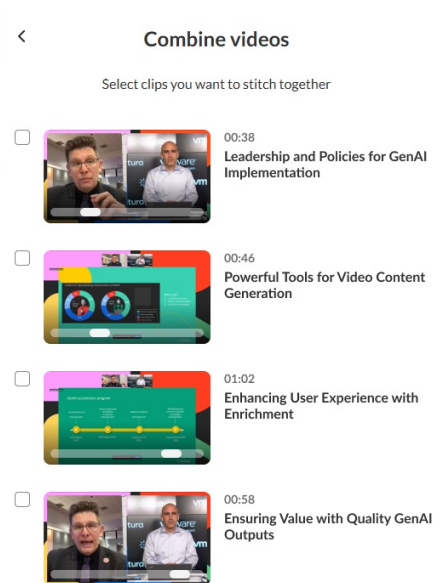 Combine videos
Select clips you want to stitch together
00:38
Leadership and Policies for GenAI
Implementation
00:46
Powerful Tools for Video Content
Generation
01:02
Enhancing User Experience with
Enrichment
00:58
Ensuring Value with Quality GenAI
Outputs